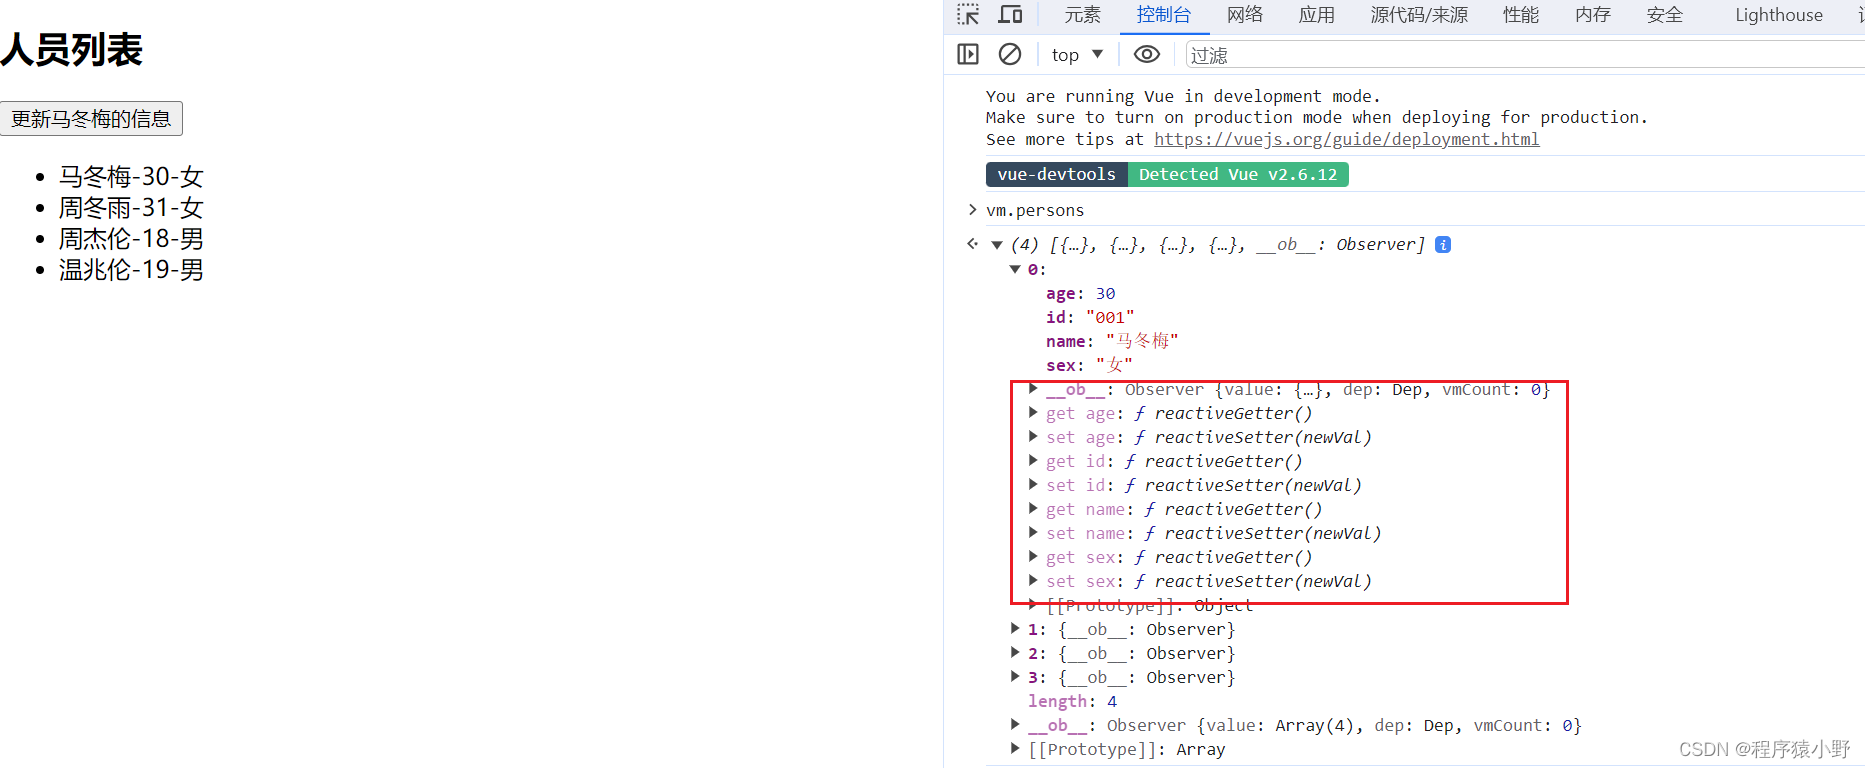 人员列表
更新马冬梅的信息
马冬梅-30-女
周冬雨-31-女
周杰伦-18-男
温兆伦-19-男
元素 控制台 网络 应用 源代码/来源 性能 内存 安全 Lighthouse
top 过滤
You are running Vue in development mode.
Make sure to turn on production mode when deploying for production.
See more tips at https://vuejs.org/guide/deployment.html
vue-devtools Detected Vue v2.6.12
vm.persons
(4) [{…}, {…}, {…}, {…}, __ob__: Observer] i
0:
age: 30
id: "001"
name: "马冬梅"
sex: "女"
__ob__: Observer {value: {…}, dep: Dep, vmCount: 0}
get age: ƒ reactiveGetter()
set age: ƒ reactiveSetter(newVal)
get id: ƒ reactiveGetter()
set id: ƒ reactiveSetter(newVal)
get name: ƒ reactiveGetter()
set name: ƒ reactiveSetter(newVal)
get sex: ƒ reactiveGetter()
set sex: ƒ reactiveSetter(newVal)
[[Prototype]]: Object
1: {__ob__: Observer}
2: {__ob__: Observer}
3: {__ob__: Observer}
length: 4
__ob__: Observer {value: Array(4), dep: Dep, vmCount: 0}
[[Prototype]]: Array
CSDN @程序猿小野